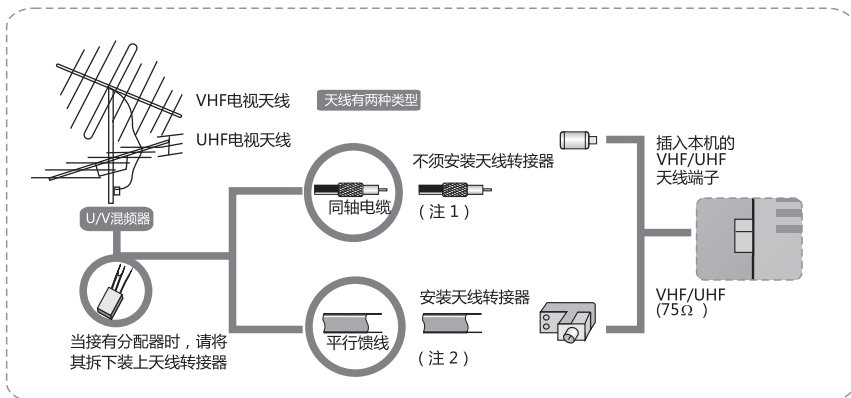 VHF电视天线
天线有两种类型
UHF电视天线
U/V混频器
当接有分配器时，请将
其拆下装上天线转接器
同轴电缆
不须安装天线转接器
（注1）
平行馈线
安装天线转接器
（注2）
插入本机的
VHF/UHF
天线端子
VHF/UHF
(75Ω )